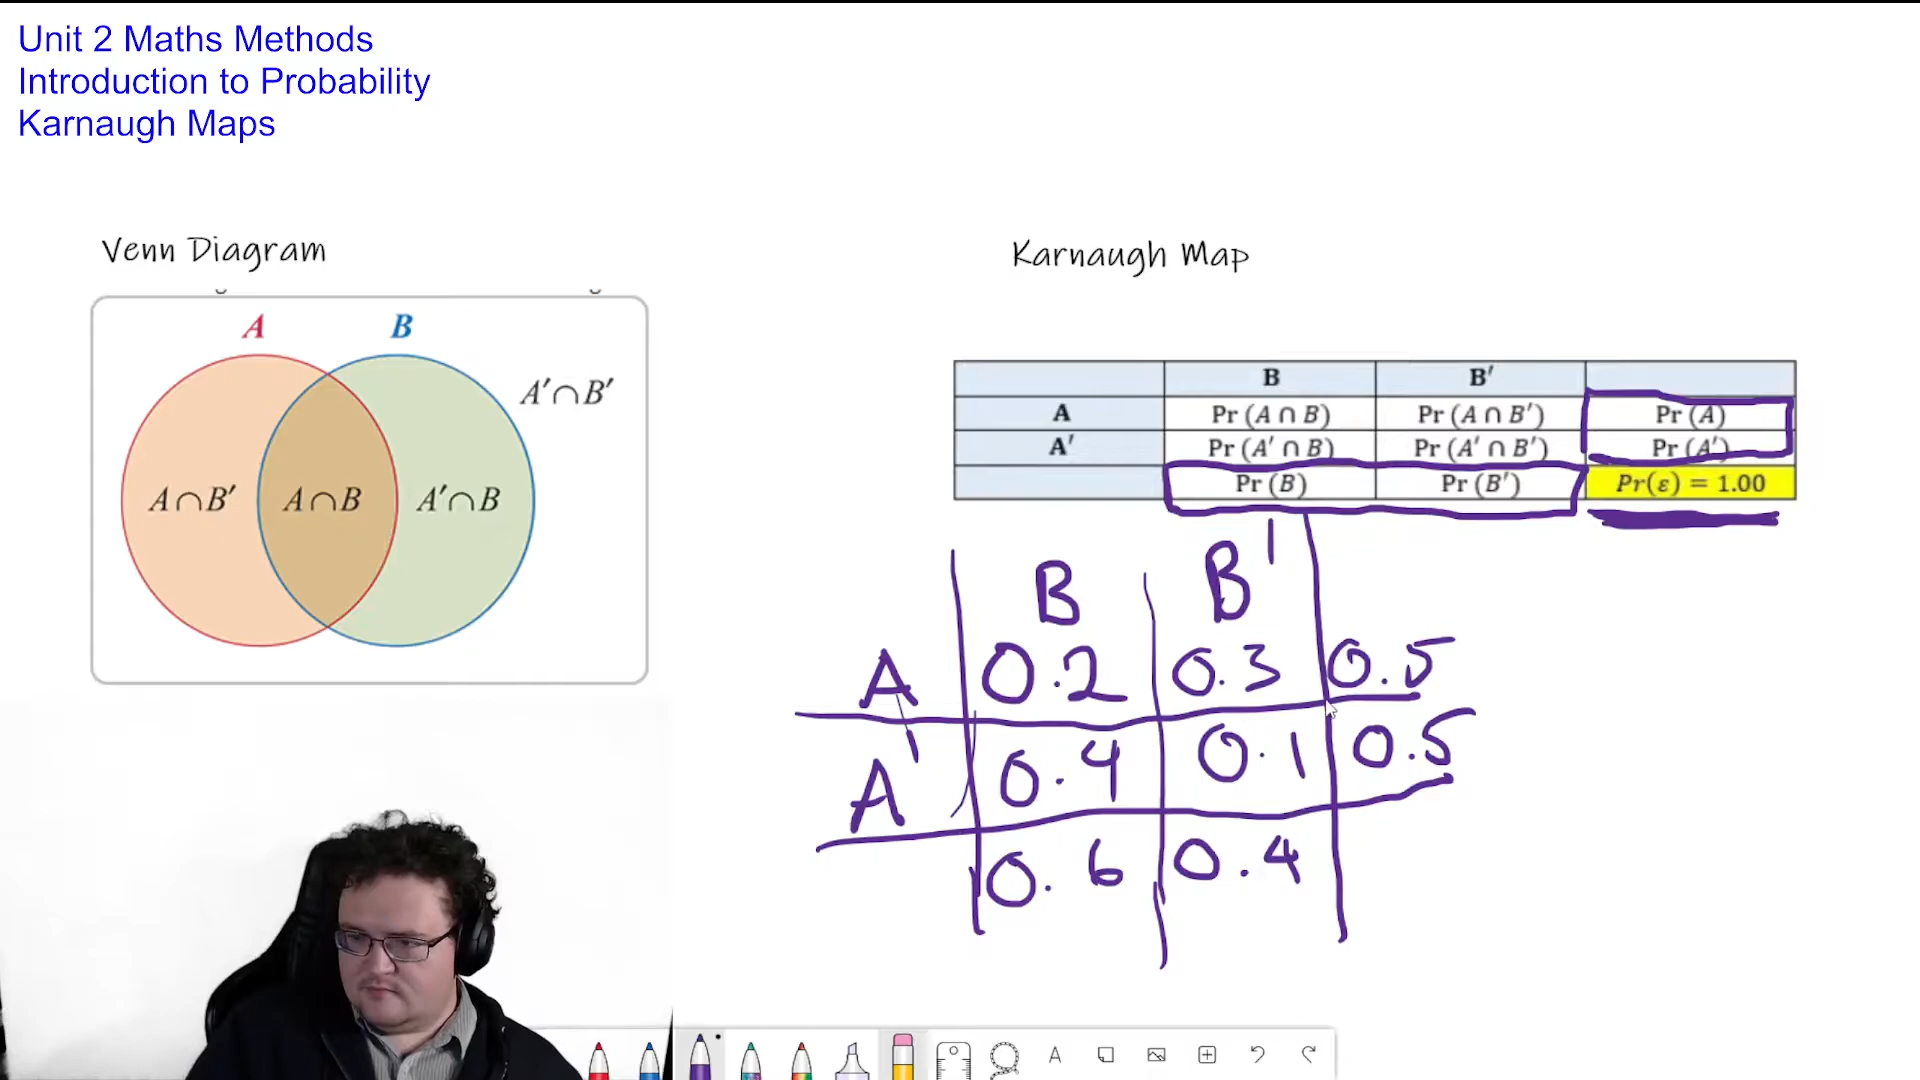 Unit 2 Maths Methods
Introduction to Probability
Karnaugh Maps
Venn Diagram
A B
A′∩B′
A∩B′ A∩B A′∩B
Karnaugh Map
B B′
A Pr (A ∩ B) Pr (A ∩ B′) Pr (A)
A′ Pr (A′ ∩ B) Pr (A′ ∩ B′) Pr (A′)
Pr (B) Pr (B′) Pr(ε) = 1.00
B B'
A 0.2 0.3 0.5
A' 0.4 0.1 0.5
0.6 0.4
A